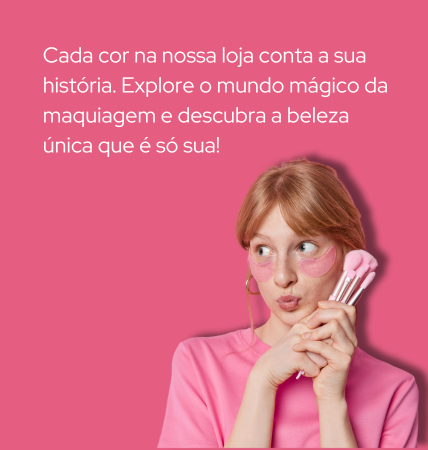 Cada cor na nossa loja conta a sua
história. Explore o mundo mágico da
maquiagem e descubra a beleza
única que é só sua!